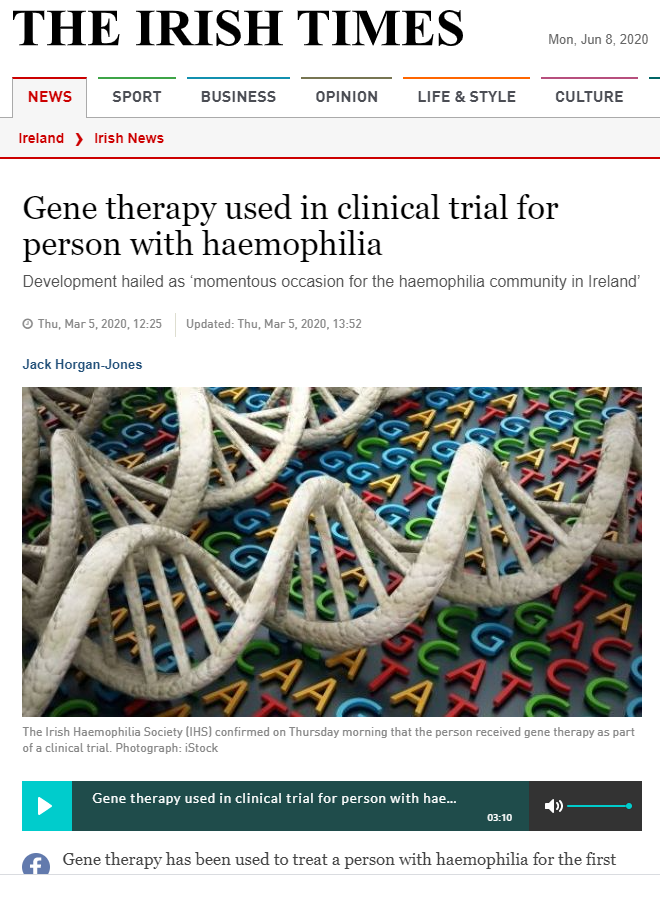 THE IRISH TIMES
Mon, Jun 8, 2020
NEWS SPORT BUSINESS OPINION LIFE & STYLE CULTURE
Ireland ❯ Irish News
Gene therapy used in clinical trial for
person with haemophilia
Development hailed as ‘momentous occasion for the haemophilia community in Ireland’
Thu, Mar 5, 2020, 12:25 Updated: Thu, Mar 5, 2020, 13:52
Jack Horgan-Jones
The Irish Haemophilia Society (IHS) confirmed on Thursday morning that the person received gene therapy as part
of a clinical trial. Photograph: iStock
Gene therapy used in clinical trial for person with hae...
03:10
f
Gene therapy has been used to treat a person with haemophilia for the first